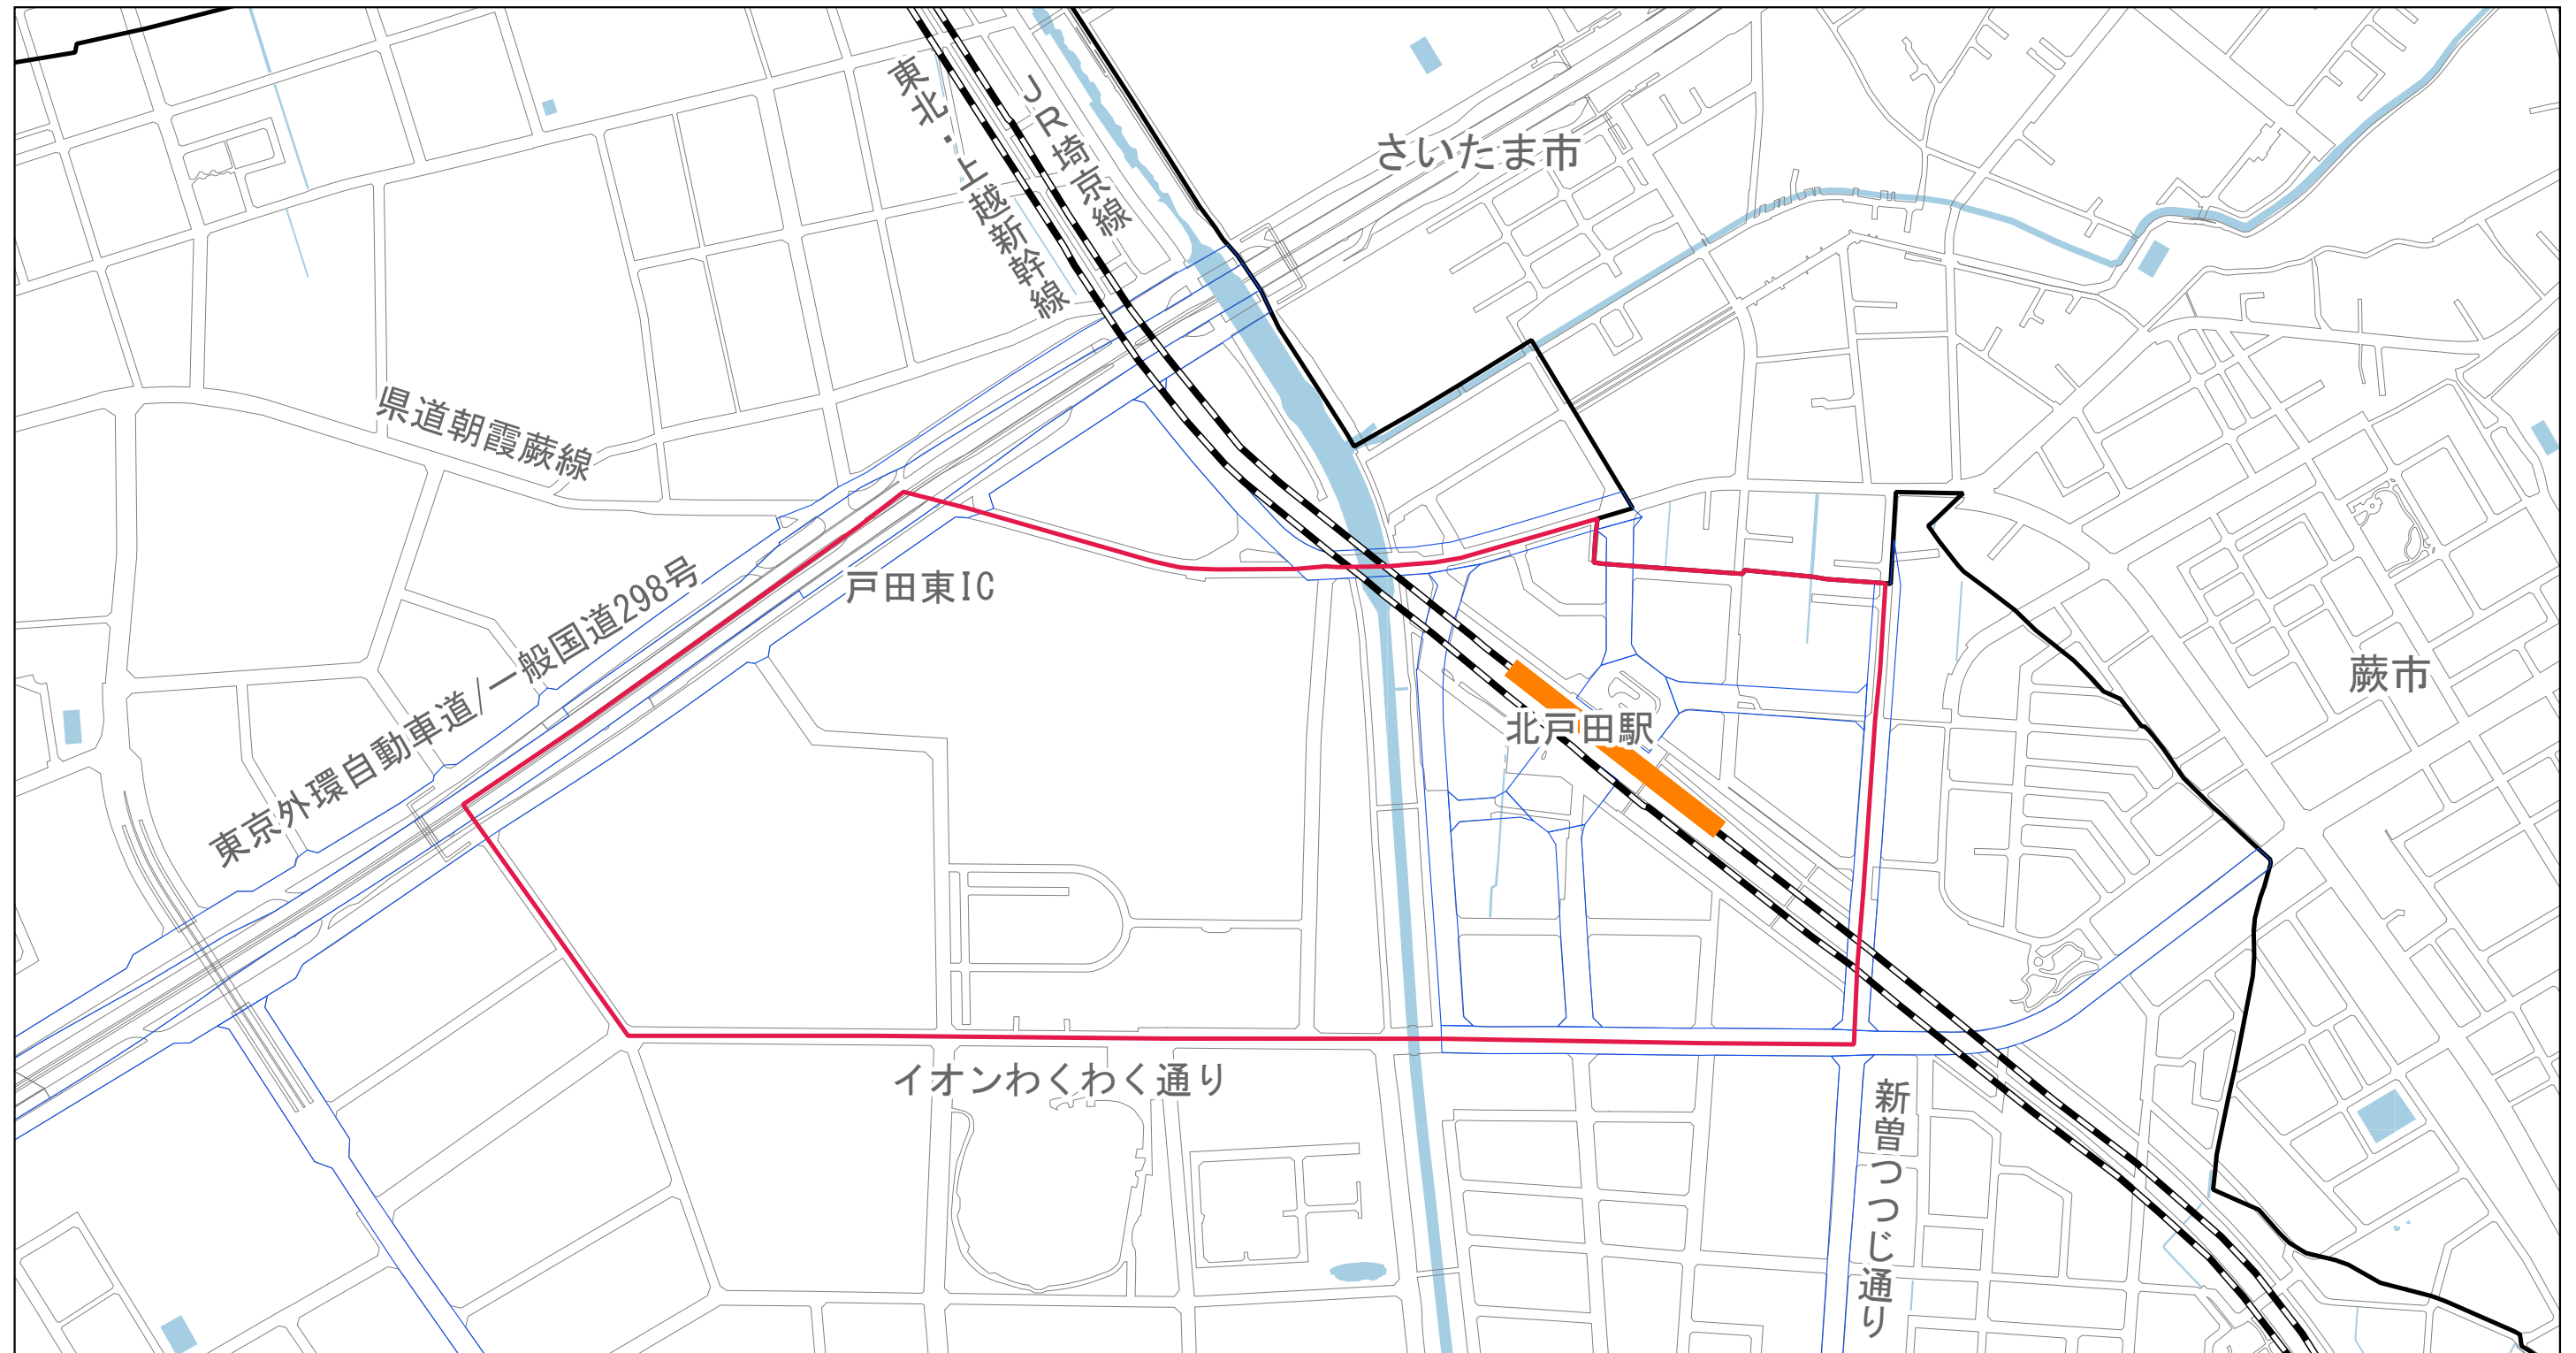 東北・上越新幹線
JR埼京線
さいたま市
県道朝霞蕨線
戸田東IC
東京外環自動車道/一般国道298号
北戸田駅
蕨市
イオンわくわく通り
新曽つつじ通り